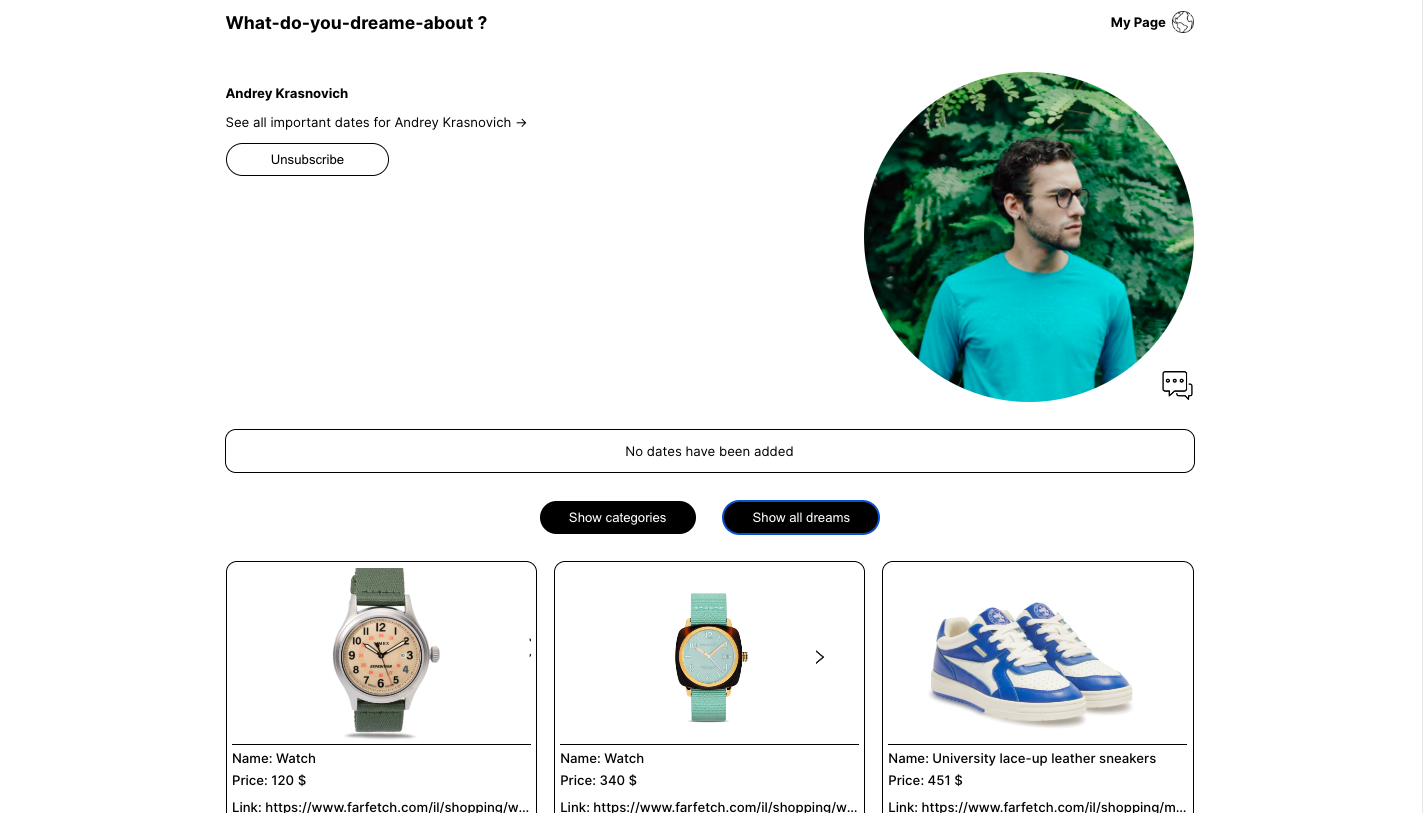 What-do-you-dreame-about ?
My Page
Andrey Krasnovich
See all important dates for Andrey Krasnovich →
Unsubscribe
No dates have been added
Show categories
Show all dreams
Name: Watch
Price: 120 $
Link: https://www.farfetch.com/il/shopping/w...
Name: Watch
Price: 340 $
Link: https://www.farfetch.com/il/shopping/w...
Name: University lace-up leather sneakers
Price: 451 $
Link: https://www.farfetch.com/il/shopping/m...